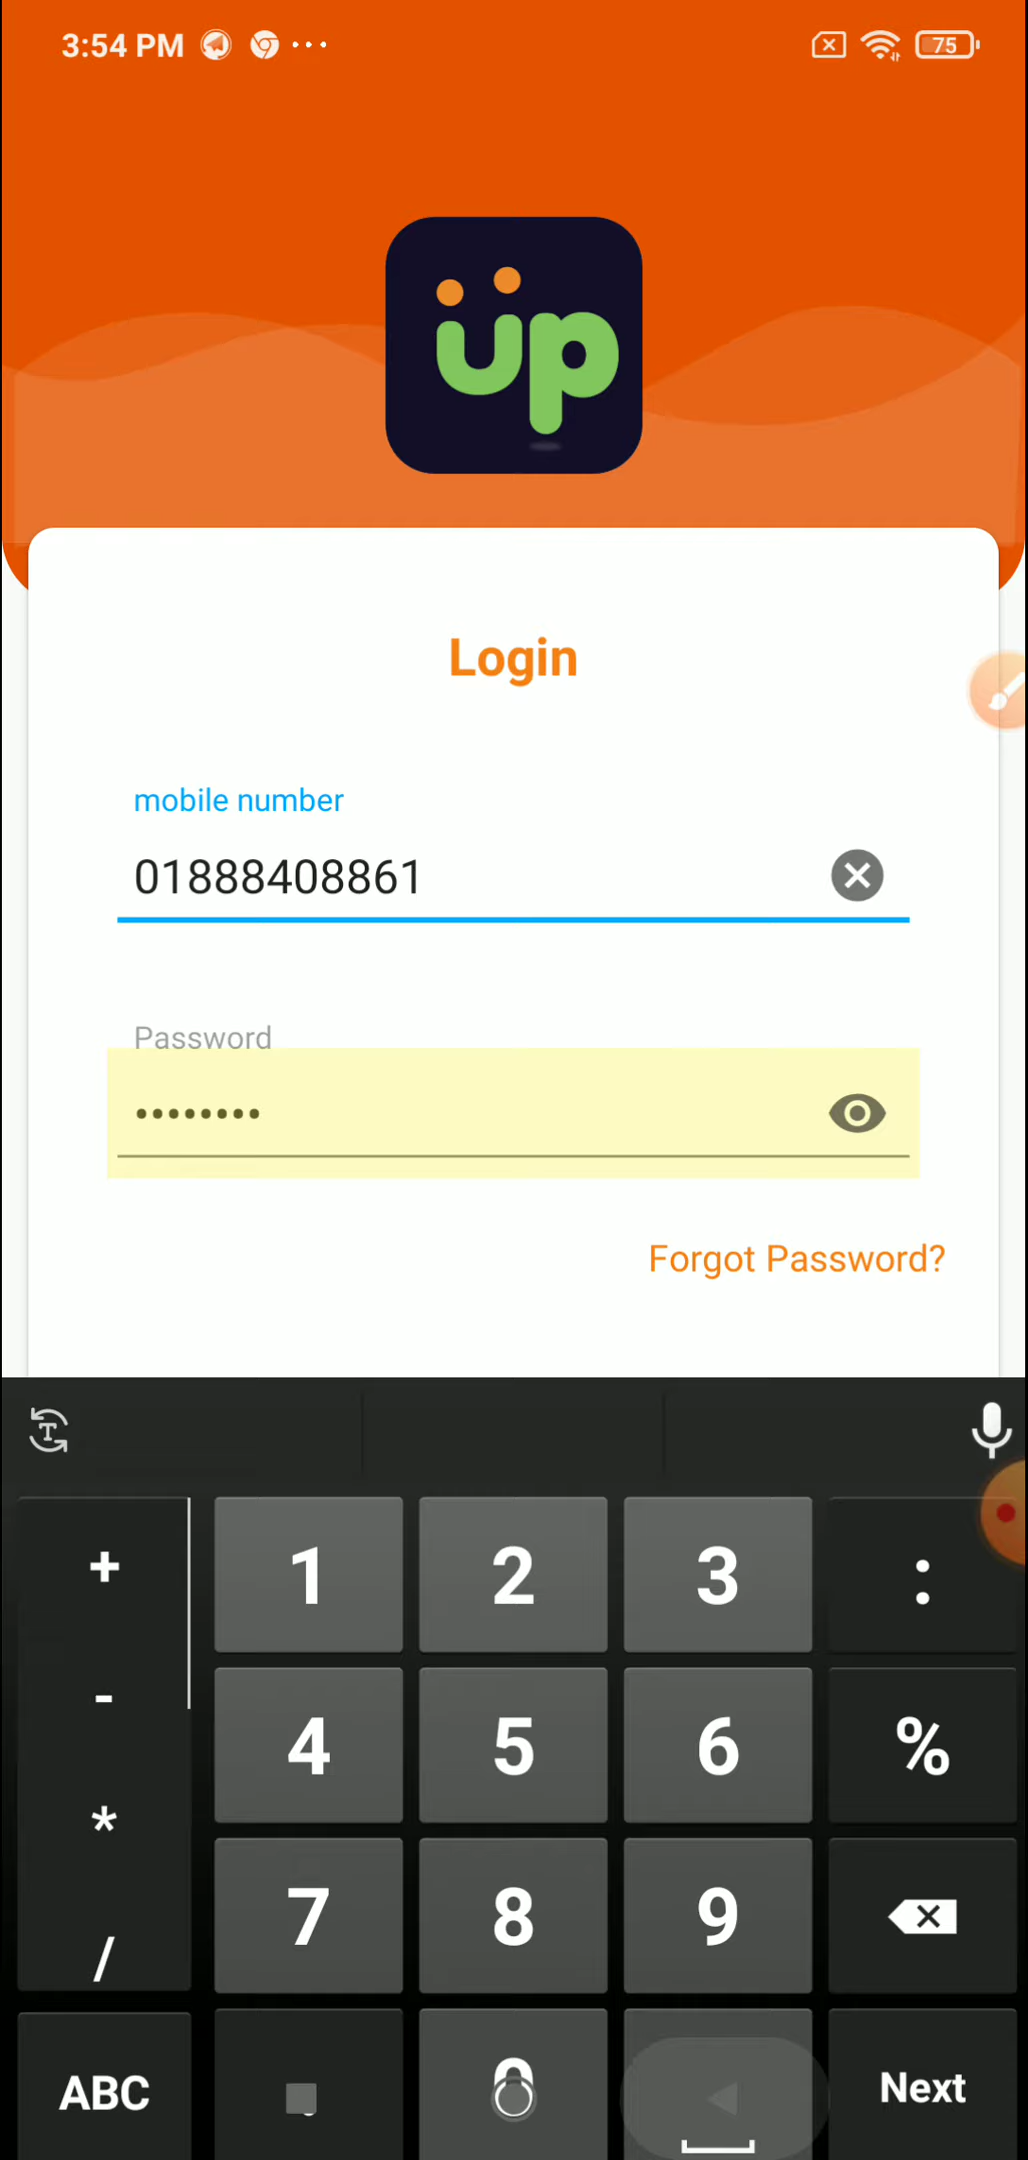 3:54 PM
75
up
Login
mobile number
01888408861
Password
••••••••
Forgot Password?
+ 1 2 3 :
- 4 5 6 %
* 7 8 9
/
ABC . 0 Next